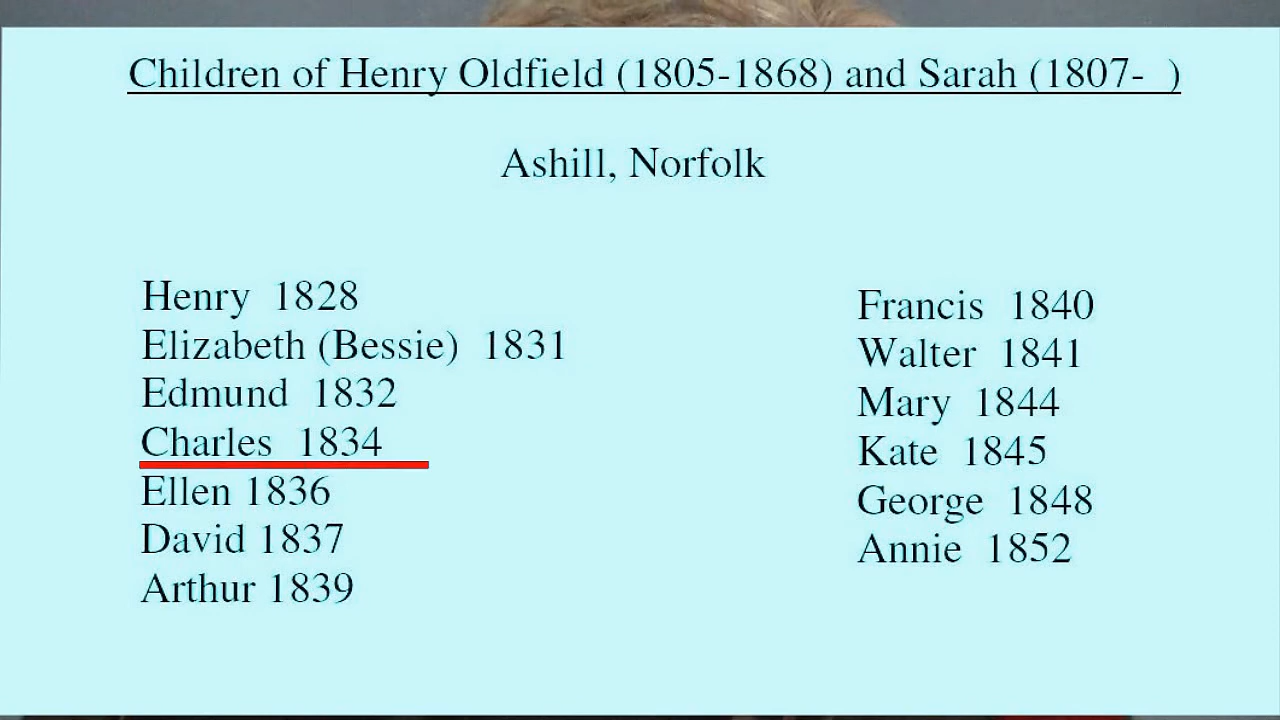 Children of Henry Oldfield (1805-1868) and Sarah (1807-  )
Ashill, Norfolk
Henry  1828
Elizabeth (Bessie)  1831
Edmund  1832
Charles  1834
Ellen 1836
David 1837
Arthur 1839
Francis  1840
Walter  1841
Mary  1844
Kate  1845
George  1848
Annie  1852